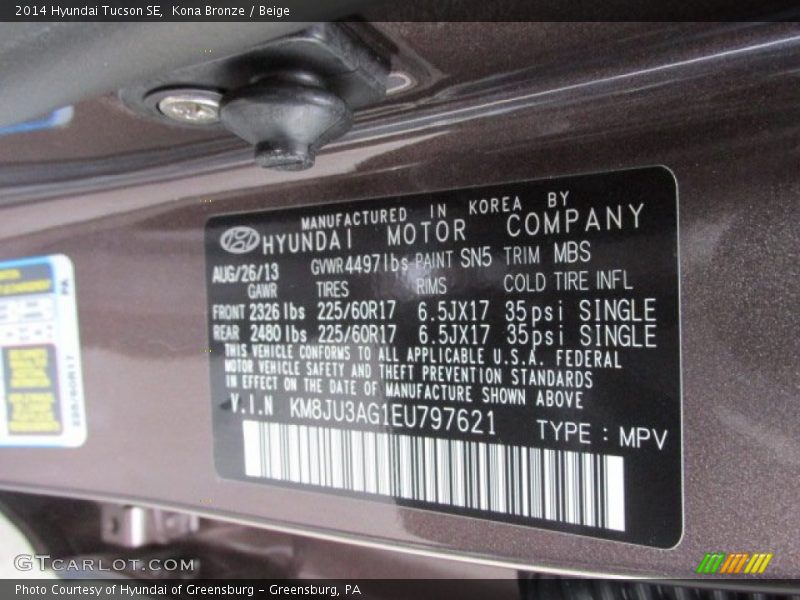 2014 Hyundai Tucson SE, Kona Bronze / Beige
MANUFACTURED IN KOREA BY
HYUNDAI MOTOR COMPANY
AUG/26/13 GVWR 4497lbs PAINT SN5 TRIM MBS
GAWR TIRES RIMS COLD TIRE INFL
FRONT 2326 lbs 225/60R17 6.5JX17 35psi SINGLE
REAR 2480 lbs 225/60R17 6.5JX17 35psi SINGLE
THIS VEHICLE CONFORMS TO ALL APPLICABLE U.S.A. FEDERAL
MOTOR VEHICLE SAFETY AND THEFT PREVENTION STANDARDS
IN EFFECT ON THE DATE OF MANUFACTURE SHOWN ABOVE
V.I.N KM8JU3AG1EU797621 TYPE : MPV
PA
225/60R17
GTCARLOT.COM
Photo Courtesy of Hyundai of Greensburg – Greensburg, PA